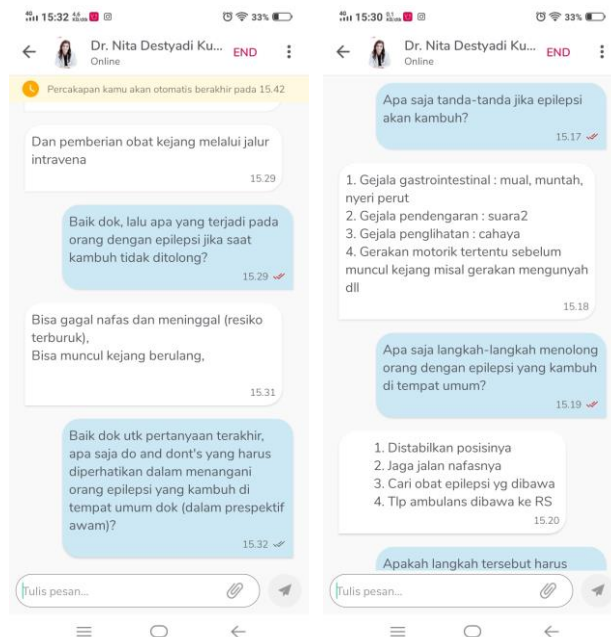 15:32
33%
Dr. Nita Destyadi Ku...
END
Online
Percakapan kamu akan otomatis berakhir pada 15.42
Dan pemberian obat kejang melalui jalur
intravena
15.29
Baik dok, lalu apa yang terjadi pada
orang dengan epilepsi jika saat
kambuh tidak ditolong?
15.29
Bisa gagal nafas dan meninggal (resiko
terburuk),
Bisa muncul kejang berulang,
15.31
Baik dok utk pertanyaan terakhir,
apa saja do and dont's yang harus
diperhatikan dalam menangani
orang epilepsi yang kambuh di
tempat umum dok (dalam prespektif
awam)?
15.32
Tulis pesan...
15:30
33%
Dr. Nita Destyadi Ku...
END
Online
Apa saja tanda-tanda jika epilepsi
akan kambuh?
15.17
1. Gejala gastrointestinal : mual, muntah,
nyeri perut
2. Gejala pendengaran : suara2
3. Gejala penglihatan : cahaya
4. Gerakan motorik tertentu sebelum
muncul kejang misal gerakan mengunyah
dll
15.18
Apa saja langkah-langkah menolong
orang dengan epilepsi yang kambuh
di tempat umum?
15.19
1. Distabilkan posisinya
2. Jaga jalan nafasnya
3. Cari obat epilepsi yg dibawa
4. Tlp ambulans dibawa ke RS
15.20
Apakah langkah tersebut harus
Tulis pesan...